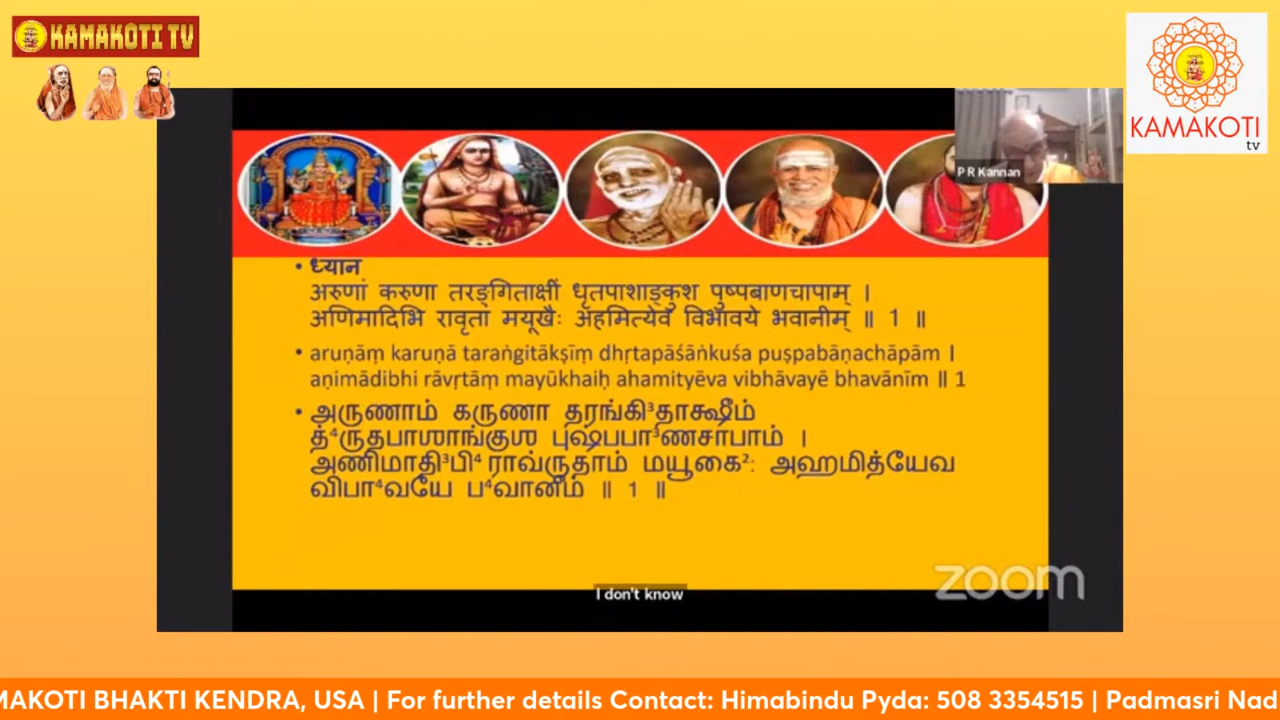 KAMAKOTI TV
KAMAKOTI
tv
P R Kannan
• ध्यान
अरुणां करुणा तरङ्गिताक्षीं धृतपाशाङ्कुश पुष्पबाणचापाम् ।
अणिमादिभि रावृतां मयूखैः अहमित्येव विभावये भवानीम् ॥ 1 ॥
• aruṇāṃ karuṇā taraṅgitākṣīṃ dhṛtapāśāṅkuśa puṣpabāṇachāpām ।
aṇimādibhi rāvṛtāṃ mayūkhaiḥ ahamityēva vibhāvayē bhavānīm ॥ 1
• அருணாம் கருணா தரங்கி³தாக்ஷீம்
த்⁴ருதபாஶாங்குஶ புஷ்பபா³ணசாபாம் ।
அணிமாதி³பி⁴ ராவ்ருதாம் மயூகை²: அஹமித்யேவ
விபா⁴வயே ப⁴வானீம் ॥ 1 ॥
zoom
I don't know
MAKOTI BHAKTI KENDRA, USA | For further details Contact: Himabindu Pyda: 508 3354515 | Padmasri Nad